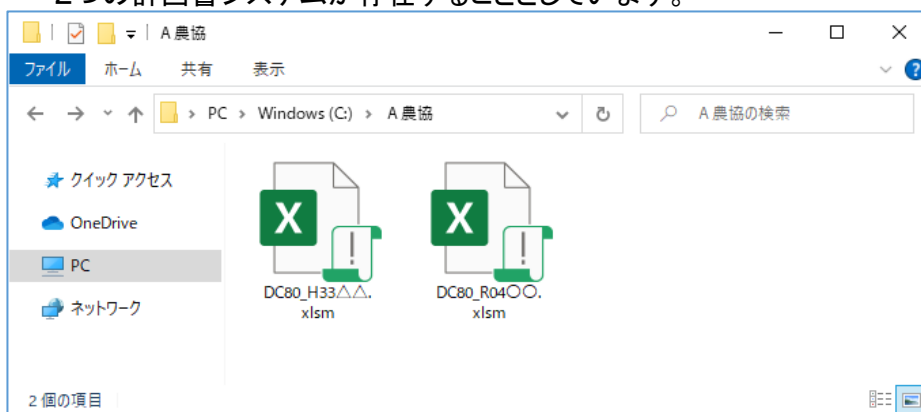 ２つの計画書システムが存在することとしています。
A 農協
ファイル ホーム 共有 表示
PC > Windows (C:) > A 農協
A 農協の検索
クイック アクセス
OneDrive
PC
ネットワーク
DC80_H33△△.
xlsm
DC80_R04〇〇.
xlsm
2 個の項目